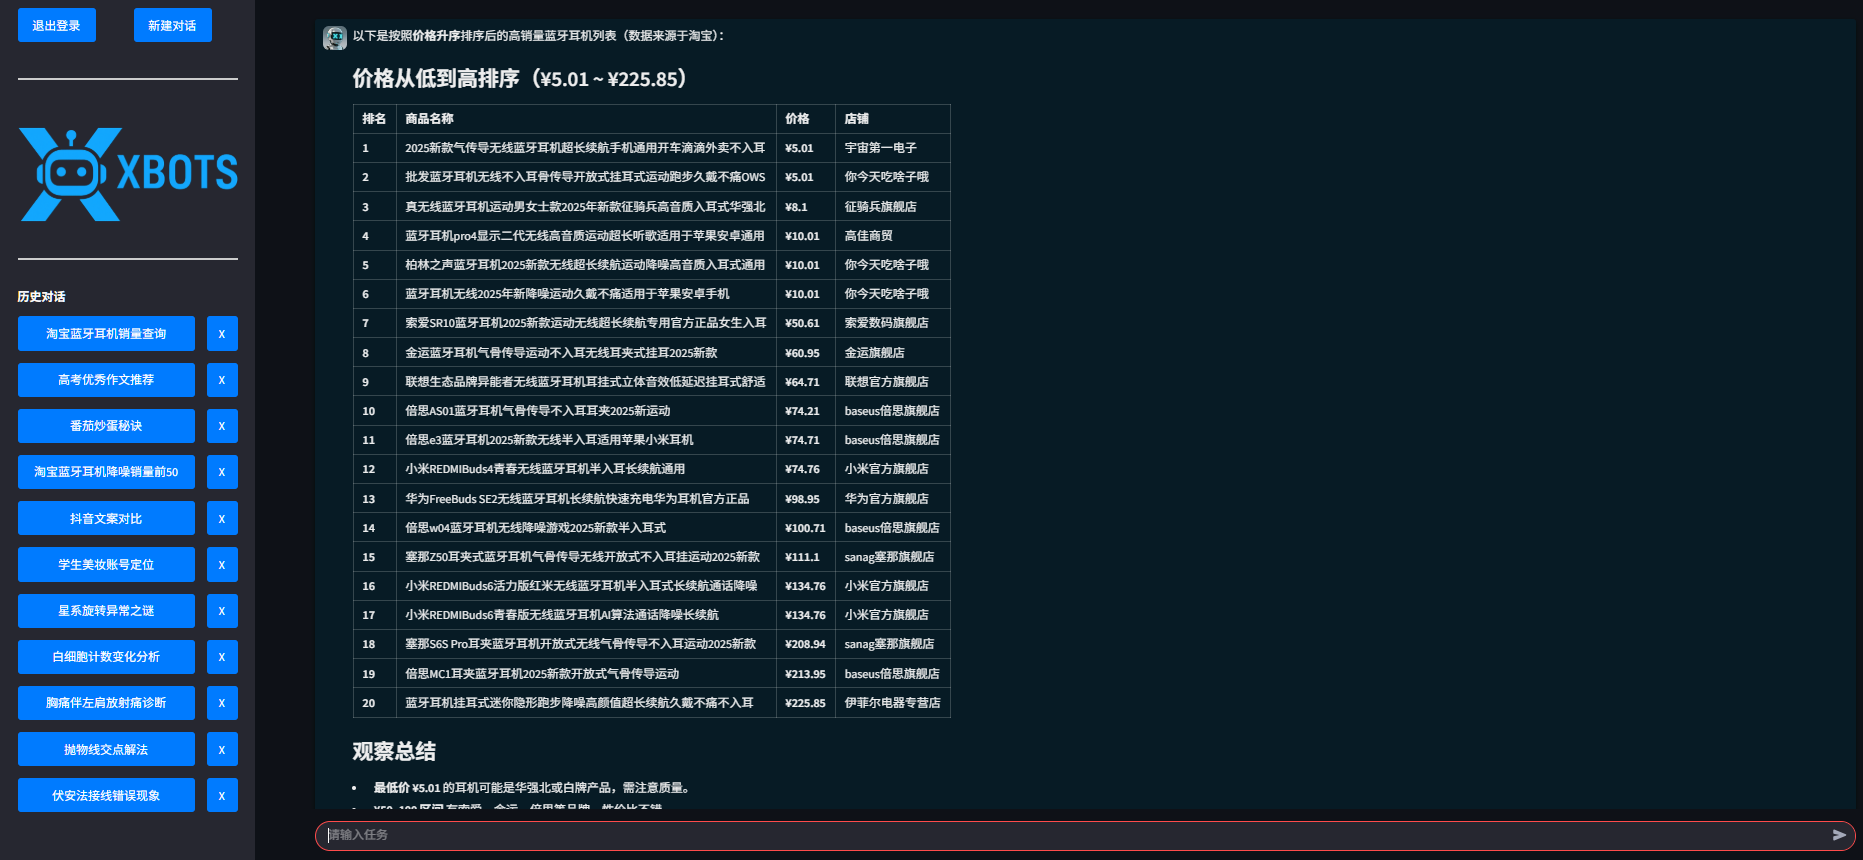 退出登录
新建对话
XBOTS
历史对话
淘宝蓝牙耳机销量查询 X
高考优秀作文推荐 X
番茄炒蛋秘诀 X
淘宝蓝牙耳机降噪销量前50 X
抖音文案对比 X
学生美妆账号定位 X
星系旋转异常之谜 X
白细胞计数变化分析 X
胸痛伴左肩放射痛诊断 X
抛物线交点解法 X
伏安法接线错误现象 X
以下是按照价格升序排序后的高销量蓝牙耳机列表（数据来源于淘宝）：
价格从低到高排序（¥5.01 ~ ¥225.85）
排名 商品名称 价格 店铺
1 2025新款气传导无线蓝牙耳机超长续航手机通用开车滴滴外卖不入耳 ¥5.01 宇宙第一电子
2 批发蓝牙耳机无线不入耳骨传导开放式挂耳式运动跑步久戴不痛OWS ¥5.01 你今天吃啥子哦
3 真无线蓝牙耳机运动男女士款2025年新款征骑兵高音质入耳式华强北 ¥8.1 征骑兵旗舰店
4 蓝牙耳机pro4显示二代无线高音质运动超长听歌适用于苹果安卓通用 ¥10.01 高佳商贸
5 柏林之声蓝牙耳机2025新款无线超长续航运动降噪高音质入耳式通用 ¥10.01 你今天吃啥子哦
6 蓝牙耳机无线2025年新降噪运动久戴不痛适用于苹果安卓手机 ¥10.01 你今天吃啥子哦
7 索爱SR10蓝牙耳机2025新款运动无线超长续航专用官方正品女生入耳 ¥50.61 索爱数码旗舰店
8 金运蓝牙耳机气骨传导运动不入耳无线耳夹式挂耳2025新款 ¥60.95 金运旗舰店
9 联想生态品牌异能者无线蓝牙耳机耳挂式立体音效低延迟挂耳式舒适 ¥64.71 联想官方旗舰店
10 倍思AS01蓝牙耳机气骨传导不入耳耳夹2025新运动 ¥74.21 baseus倍思旗舰店
11 倍思e3蓝牙耳机2025新款无线半入耳适用苹果小米耳机 ¥74.71 baseus倍思旗舰店
12 小米REDMIBuds4青春无线蓝牙耳机半入耳长续航通用 ¥74.76 小米官方旗舰店
13 华为FreeBuds SE2无线蓝牙耳机长续航快速充电华为耳机官方正品 ¥98.95 华为官方旗舰店
14 倍思w04蓝牙耳机无线降噪游戏2025新款半入耳式 ¥100.71 baseus倍思旗舰店
15 塞那Z50耳夹式蓝牙耳机气骨传导无线开放式不入耳挂运动2025新款 ¥111.1 sanag塞那旗舰店
16 小米REDMIBuds6活力版红米无线蓝牙耳机半入耳式长续航通话降噪 ¥134.76 小米官方旗舰店
17 小米REDMIBuds6青春版无线蓝牙耳机AI算法通话降噪长续航 ¥134.76 小米官方旗舰店
18 塞那S6S Pro耳夹蓝牙耳机开放式无线气骨传导不入耳运动2025新款 ¥208.94 sanag塞那旗舰店
19 倍思MC1耳夹蓝牙耳机2025新款开放式气骨传导运动 ¥213.95 baseus倍思旗舰店
20 蓝牙耳机挂耳式迷你隐形跑步降噪高颜值超长续航久戴不痛不入耳 ¥225.85 伊菲尔电器专营店
观察总结
• 最低价 ¥5.01 的耳机可能是华强北或白牌产品，需注意质量。
• ¥50–100 区间 有索爱、金运、倍思等品牌，性价比不错
请输入任务